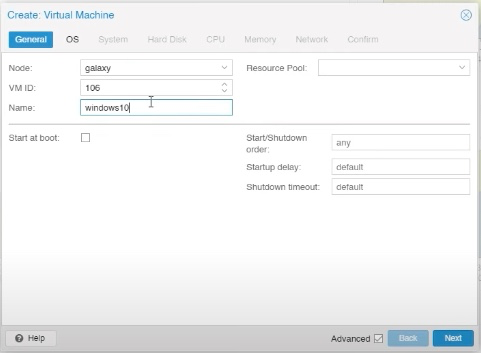 Create: Virtual Machine
General OS System Hard Disk CPU Memory Network Confirm
Node: galaxy Resource Pool:
VM ID: 106
Name: windows10
Start at boot: Start/Shutdown order: any
Startup delay: default
Shutdown timeout: default
Help Advanced Back Next